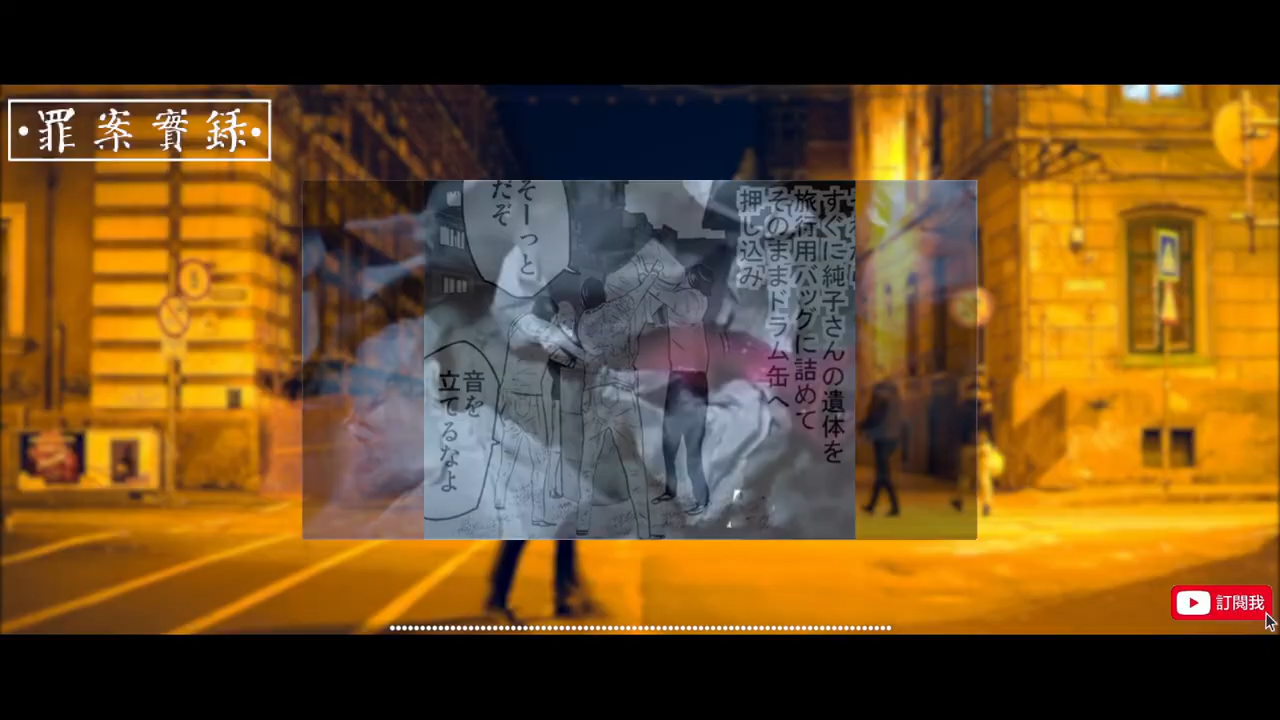 罪案實録
すぐに純子さんの遺体を
旅行用バッグに詰めて
そのままドラム缶へ
押し込み
そーっと
だぞ
音を
立てるなよ
訂閱我